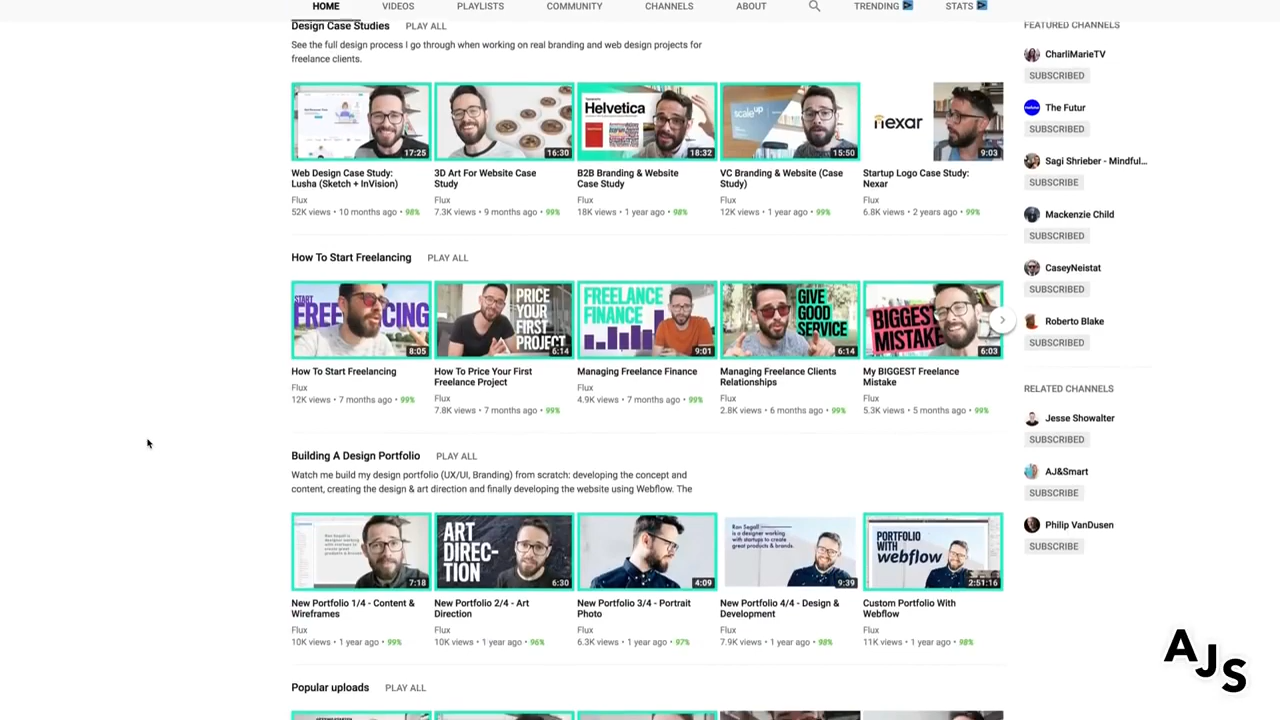 HOME VIDEOS PLAYLISTS COMMUNITY CHANNELS ABOUT TRENDING STATS
Design Case Studies PLAY ALL
See the full design process I go through when working on real branding and web design projects for
freelance clients.
17:25
16:30
Helvetica
18:32
scaleup
15:50
nexar
9:03
Web Design Case Study:
Lusha (Sketch + InVision)
Flux
52K views • 10 months ago • 98%
3D Art For Website Case
Study
Flux
7.3K views • 9 months ago • 99%
B2B Branding & Website
Case Study
Flux
18K views • 1 year ago • 98%
VC Branding & Website (Case
Study)
Flux
12K views • 1 year ago • 99%
Startup Logo Case Study:
Nexar
Flux
6.8K views • 2 years ago • 99%
How To Start Freelancing PLAY ALL
START
FREELANCING
8:05
PRICE
YOUR
FIRST
PROJECT
6:14
FREELANCE
FINANCE
9:01
GIVE
GOOD
SERVICE
6:14
BIGGEST
MISTAKE
6:03
How To Start Freelancing
Flux
12K views • 7 months ago • 99%
How To Price Your First
Freelance Project
Flux
7.8K views • 7 months ago • 99%
Managing Freelance Finance
Flux
4.9K views • 7 months ago • 99%
Managing Freelance Clients
Relationships
Flux
2.8K views • 6 months ago • 99%
My BIGGEST Freelance
Mistake
Flux
5.3K views • 5 months ago • 99%
Building A Design Portfolio PLAY ALL
Watch me build my design portfolio (UX/UI, Branding) from scratch: developing the concept and
content, creating the design & art direction and finally developing the website using Webflow. The
7:18
ART
DIREC-
TION
6:30
4:09
Ran Segall
is a designer working
with startups to create
great products & brands.
9:39
PORTFOLIO
WITH
webflow
2:51:16
New Portfolio 1/4 - Content &
Wireframes
Flux
10K views • 1 year ago • 99%
New Portfolio 2/4 - Art
Direction
Flux
10K views • 1 year ago • 96%
New Portfolio 3/4 - Portrait
Photo
Flux
6.3K views • 1 year ago • 97%
New Portfolio 4/4 - Design &
Development
Flux
7.9K views • 1 year ago • 98%
Custom Portfolio With
Webflow
Flux
11K views • 1 year ago • 98%
Popular uploads PLAY ALL
FEATURED CHANNELS
CharliMarieTV
SUBSCRIBED
The Futur
SUBSCRIBED
Sagi Shrieber - Mindful...
SUBSCRIBE
Mackenzie Child
SUBSCRIBED
CaseyNeistat
SUBSCRIBED
Roberto Blake
SUBSCRIBED
RELATED CHANNELS
Jesse Showalter
SUBSCRIBED
AJ&Smart
SUBSCRIBE
Philip VanDusen
SUBSCRIBE
AJS